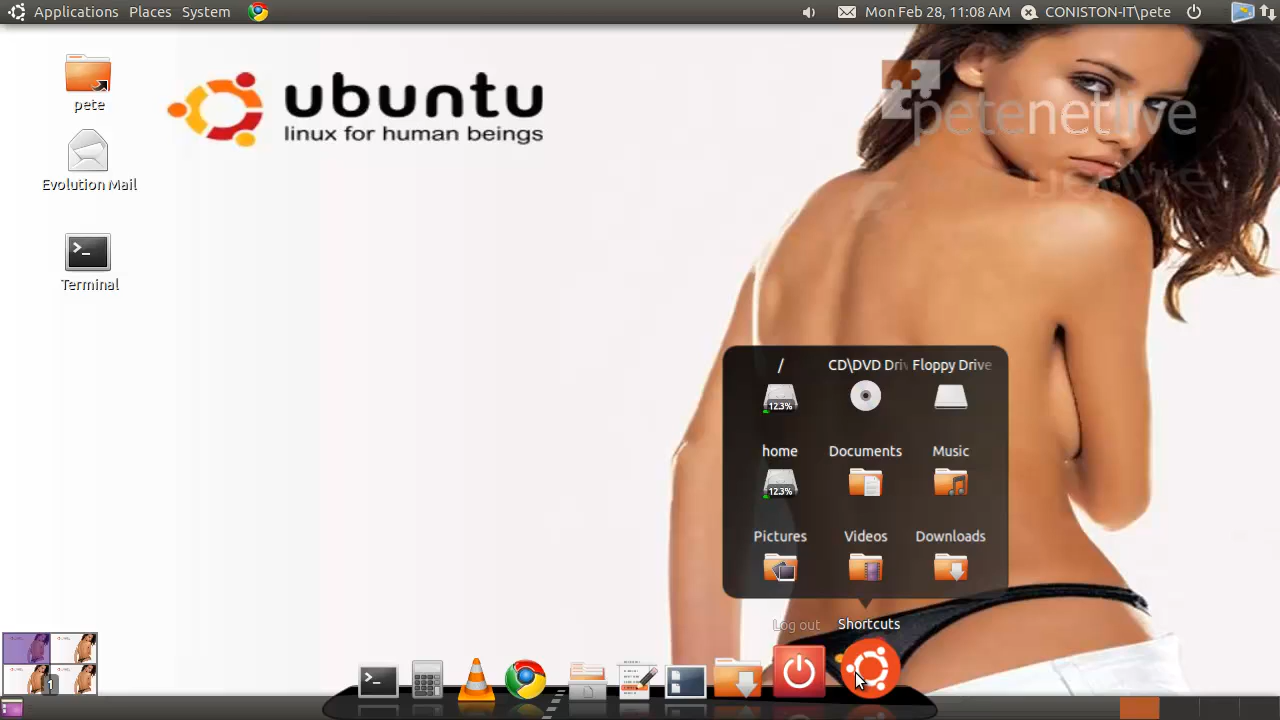 Applications Places System
Mon Feb 28, 11:08 AM CONISTON-IT\pete
pete
Evolution Mail
>_
Terminal
ubuntu
linux for human beings
petenetlive
/ CD\DVD Driv Floppy Drive
12.3%
home Documents Music
12.3%
Pictures Videos Downloads
Log out Shortcuts
>_
1